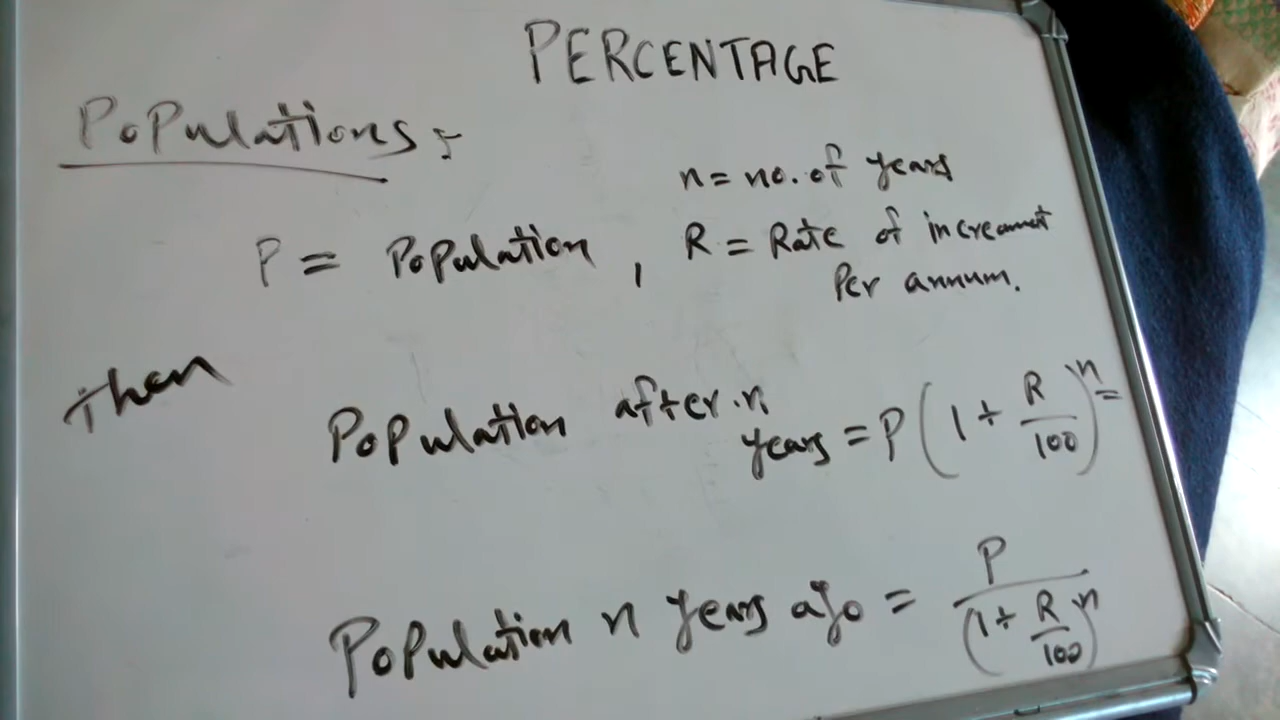 PERCENTAGE
Populations :-
n = no. of years
P = Population , R = Rate of increament
Per annum.
Then
Population after n
years = P(1 + R/100)^n
Population n years ago = P/(1 + R/100)^n